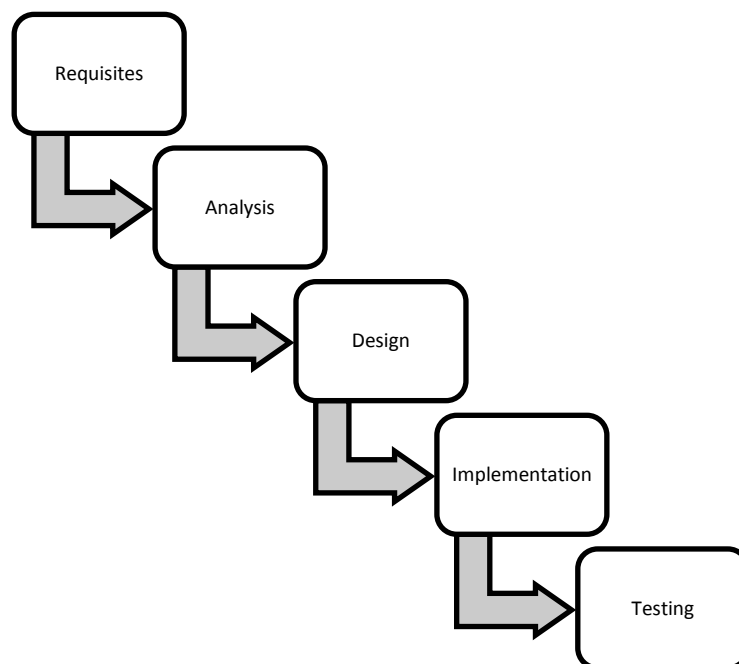 Requisites
Analysis
Design
Implementation
Testing